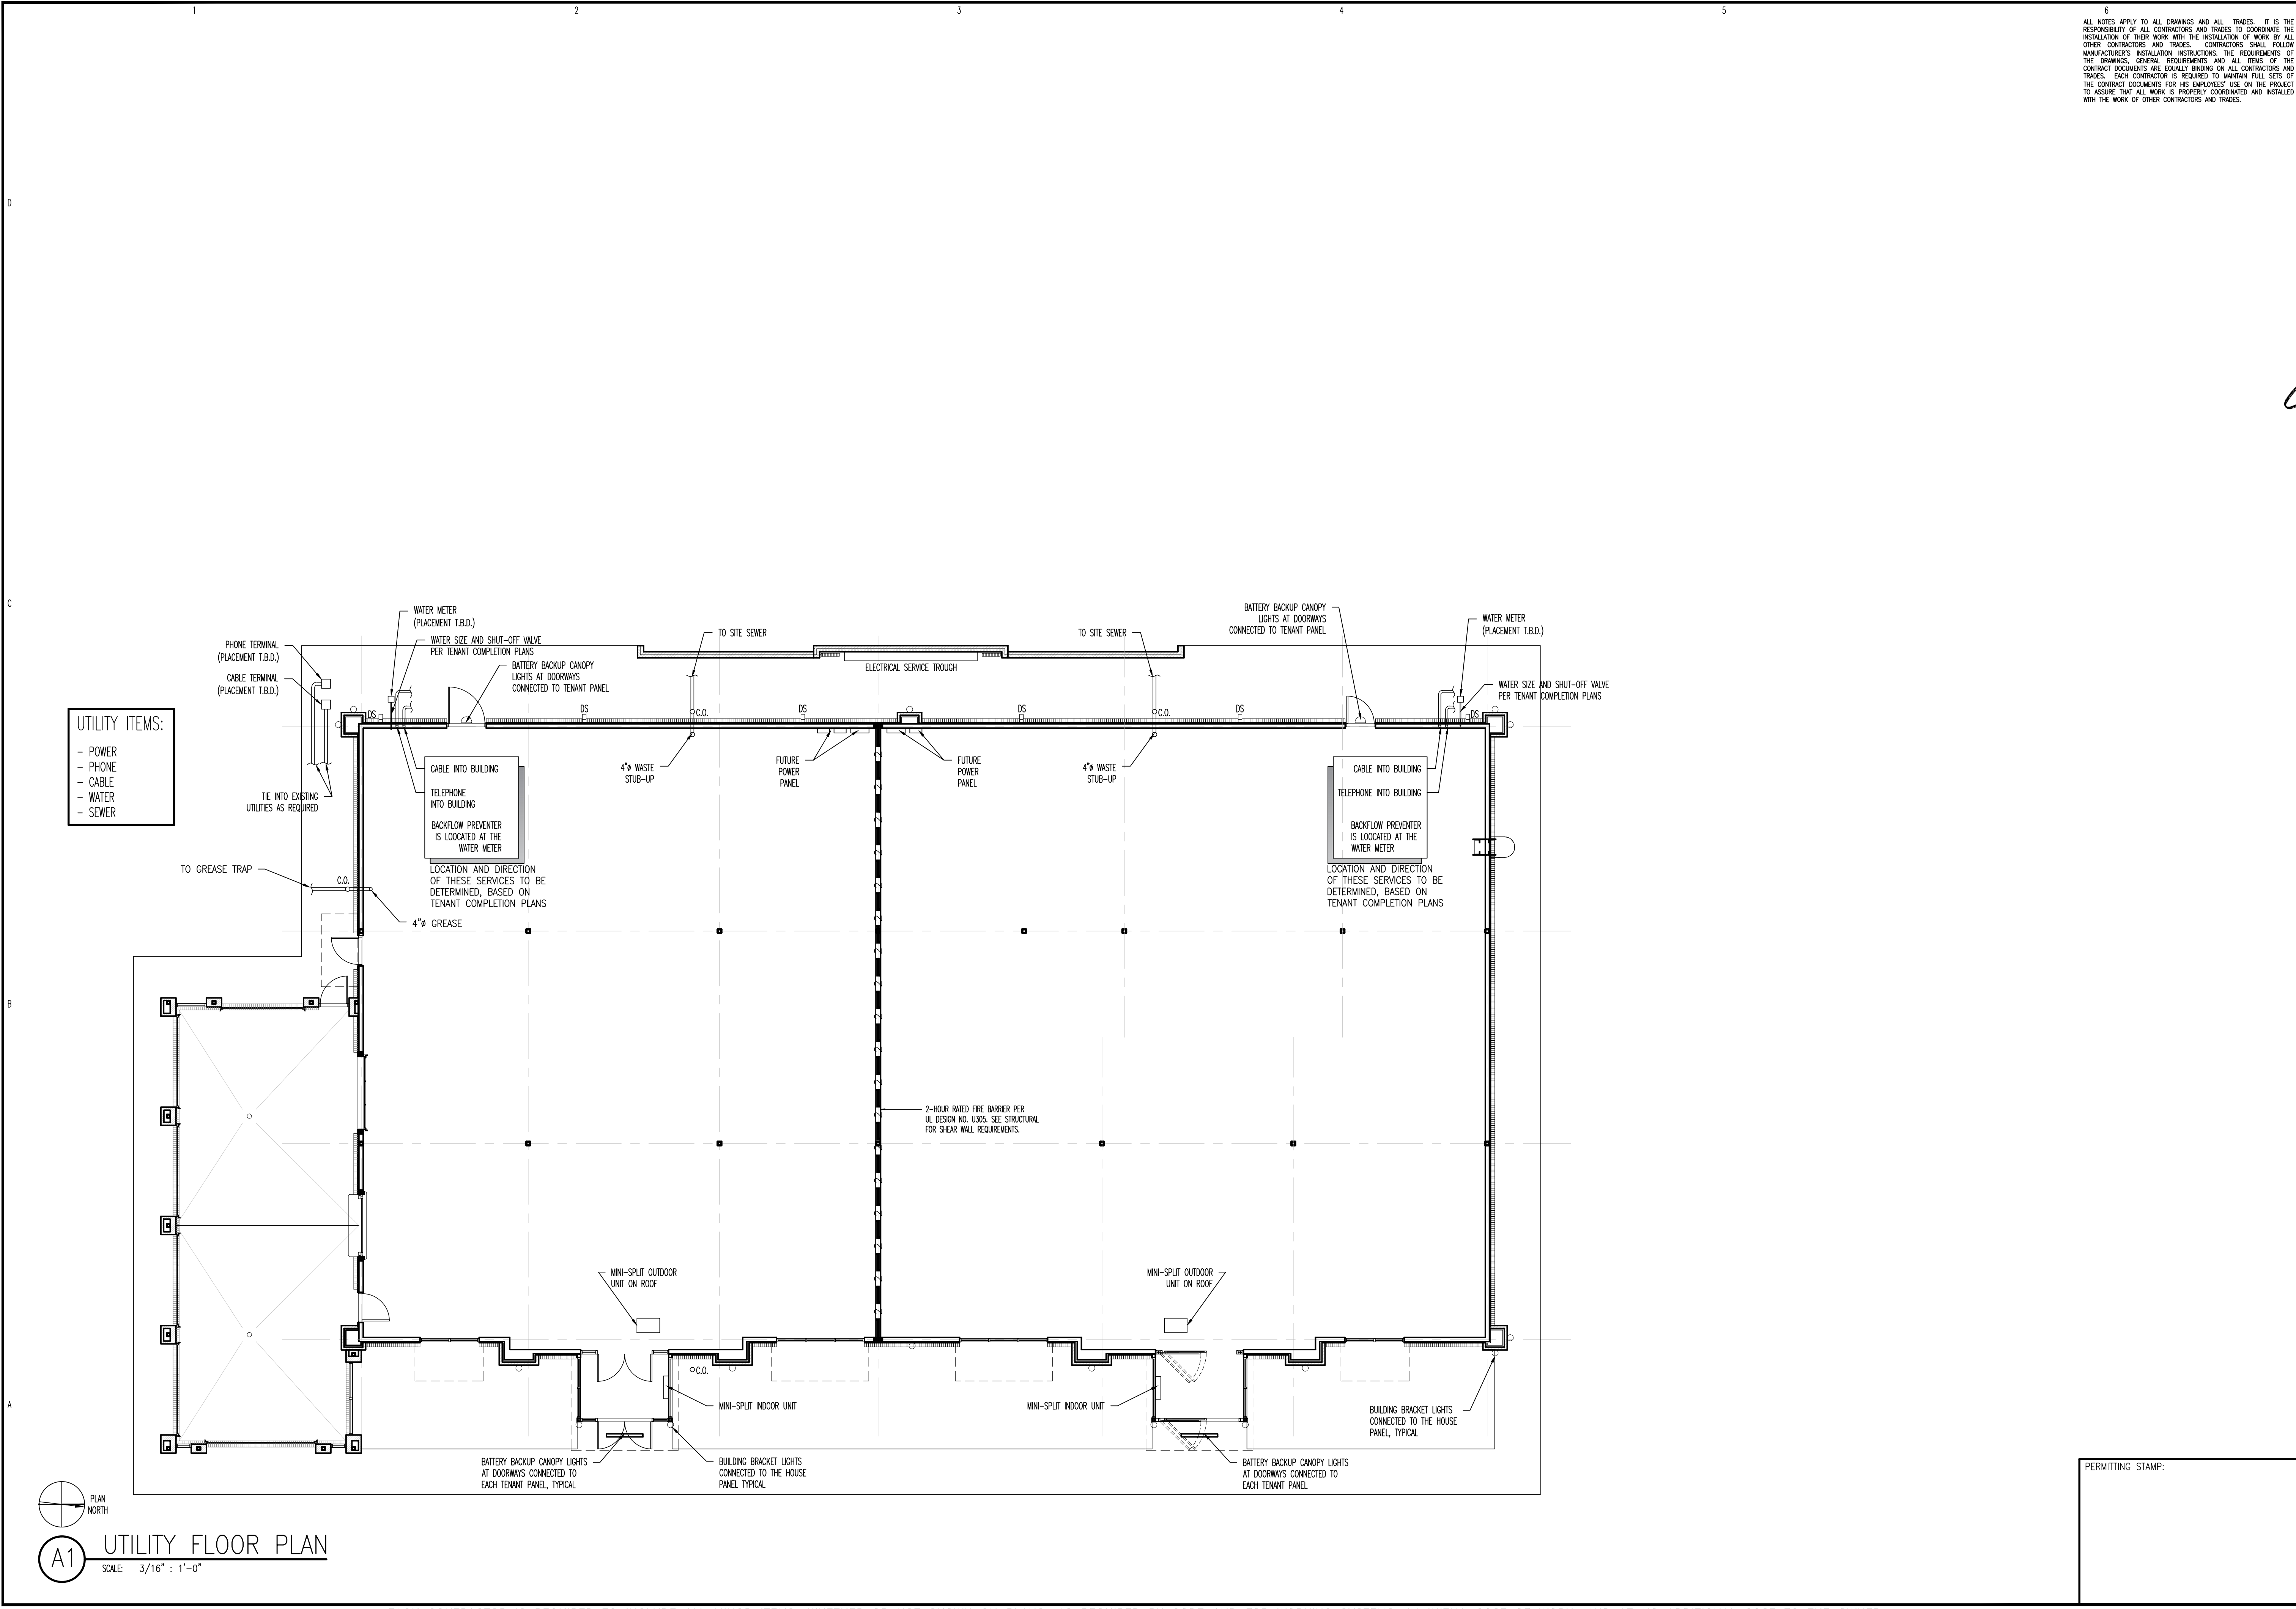 1 2 3 4 5 6
ALL NOTES APPLY TO ALL DRAWINGS AND ALL TRADES. IT IS THE
RESPONSIBILITY OF ALL CONTRACTORS AND TRADES TO COORDINATE THE
INSTALLATION OF THEIR WORK WITH THE INSTALLATION OF WORK BY ALL
OTHER CONTRACTORS AND TRADES. CONTRACTORS SHALL FOLLOW
MANUFACTURER'S INSTALLATION INSTRUCTIONS. THE REQUIREMENTS OF
THE DRAWINGS, GENERAL REQUIREMENTS AND ALL ITEMS OF THE
CONTRACT DOCUMENTS ARE EQUALLY BINDING ON ALL CONTRACTORS AND
TRADES. EACH CONTRACTOR IS REQUIRED TO MAINTAIN FULL SETS OF
THE CONTRACT DOCUMENTS FOR HIS EMPLOYEES' USE ON THE PROJECT
TO ASSURE THAT ALL WORK IS PROPERLY COORDINATED AND INSTALLED
WITH THE WORK OF OTHER CONTRACTORS AND TRADES.
D
C
WATER METER
(PLACEMENT T.B.D.)
WATER SIZE AND SHUT-OFF VALVE
PER TENANT COMPLETION PLANS
PHONE TERMINAL
(PLACEMENT T.B.D.)
CABLE TERMINAL
(PLACEMENT T.B.D.)
BATTERY BACKUP CANOPY
LIGHTS AT DOORWAYS
CONNECTED TO TENANT PANEL
TO SITE SEWER
ELECTRICAL SERVICE TROUGH
TO SITE SEWER
BATTERY BACKUP CANOPY
LIGHTS AT DOORWAYS
CONNECTED TO TENANT PANEL
WATER METER
(PLACEMENT T.B.D.)
WATER SIZE AND SHUT-OFF VALVE
PER TENANT COMPLETION PLANS
DS
DS
C.O.
DS
DS
C.O.
DS
DS
UTILITY ITEMS:
- POWER
- PHONE
- CABLE
- WATER
- SEWER
TIE INTO EXISTING
UTILITIES AS REQUIRED
CABLE INTO BUILDING
TELEPHONE
INTO BUILDING
BACKFLOW PREVENTER
IS LOOCATED AT THE
WATER METER
LOCATION AND DIRECTION
OF THESE SERVICES TO BE
DETERMINED, BASED ON
TENANT COMPLETION PLANS
4"ø WASTE
STUB-UP
FUTURE
POWER
PANEL
FUTURE
POWER
PANEL
4"ø WASTE
STUB-UP
CABLE INTO BUILDING
TELEPHONE INTO BUILDING
BACKFLOW PREVENTER
IS LOOCATED AT THE
WATER METER
LOCATION AND DIRECTION
OF THESE SERVICES TO BE
DETERMINED, BASED ON
TENANT COMPLETION PLANS
TO GREASE TRAP
C.O.
4"ø GREASE
B
2-HOUR RATED FIRE BARRIER PER
UL DESIGN NO. U305. SEE STRUCTURAL
FOR SHEAR WALL REQUIREMENTS.
MINI-SPLIT OUTDOOR
UNIT ON ROOF
MINI-SPLIT OUTDOOR
UNIT ON ROOF
C.O.
A
MINI-SPLIT INDOOR UNIT
MINI-SPLIT INDOOR UNIT
BUILDING BRACKET LIGHTS
CONNECTED TO THE HOUSE
PANEL, TYPICAL
BATTERY BACKUP CANOPY LIGHTS
AT DOORWAYS CONNECTED TO
EACH TENANT PANEL, TYPICAL
BUILDING BRACKET LIGHTS
CONNECTED TO THE HOUSE
PANEL TYPICAL
BATTERY BACKUP CANOPY LIGHTS
AT DOORWAYS CONNECTED TO
EACH TENANT PANEL
PERMITTING STAMP:
PLAN
NORTH
A1
UTILITY FLOOR PLAN
SCALE: 3/16" : 1'-0"